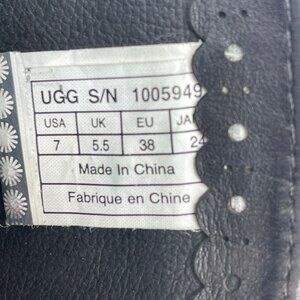 UGG S/N 1005949
USA UK EU
7 5.5 38 24
Made In China
Fabrique en Chine